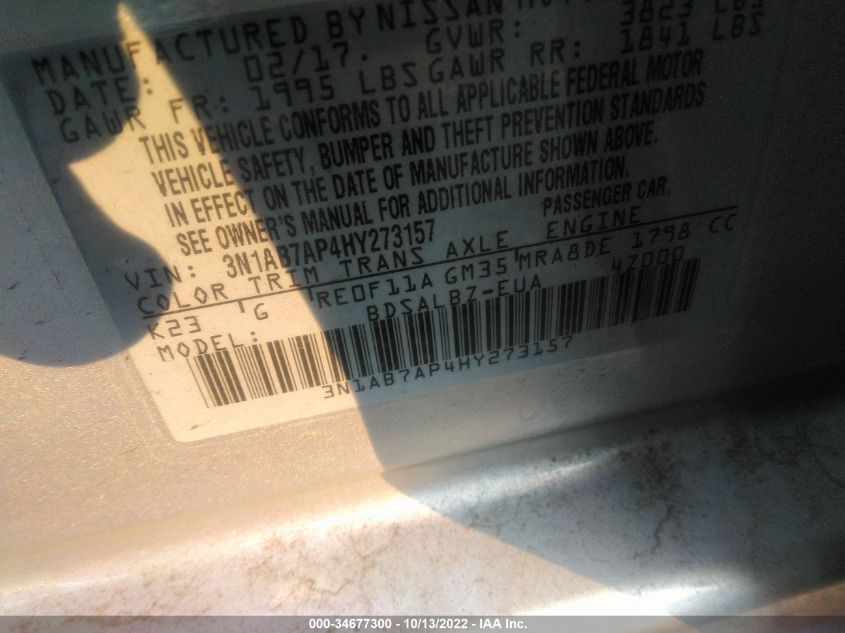 MANUFACTURED BY NISSAN
DATE: 02/17. GVWR: 3823 LBS
GAWR FR: 1995 LBS GAWR RR: 1841 LBS
THIS VEHICLE CONFORMS TO ALL APPLICABLE FEDERAL MOTOR
VEHICLE SAFETY, BUMPER AND THEFT PREVENTION STANDARDS
IN EFFECT ON THE DATE OF MANUFACTURE SHOWN ABOVE.
SEE OWNER'S MANUAL FOR ADDITIONAL INFORMATION.
VIN: 3N1AB7AP4HY273157 PASSENGER CAR.
COLOR TRIM TRANS AXLE ENGINE
K23 G RE0F11A GM35 MRA8DE 1798 CC
MODEL: BDSALBZ-EUA 47000
3N1AB7AP4HY273157
000-34677300 - 10/13/2022 - IAA Inc.